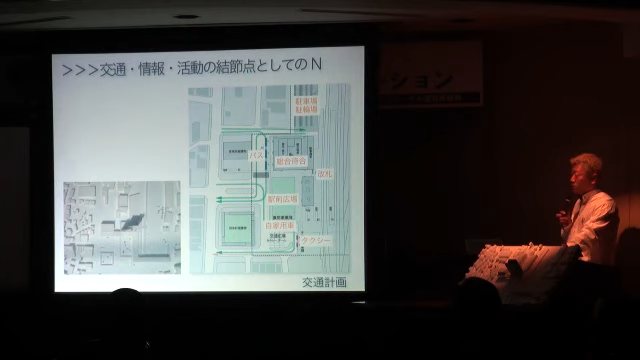 >>>交通・情報・活動の結節点としてのN
駐車場
駐輪場
バス
総合待合
改札
駅前広場
自家用車
タクシー
交通計画
ション